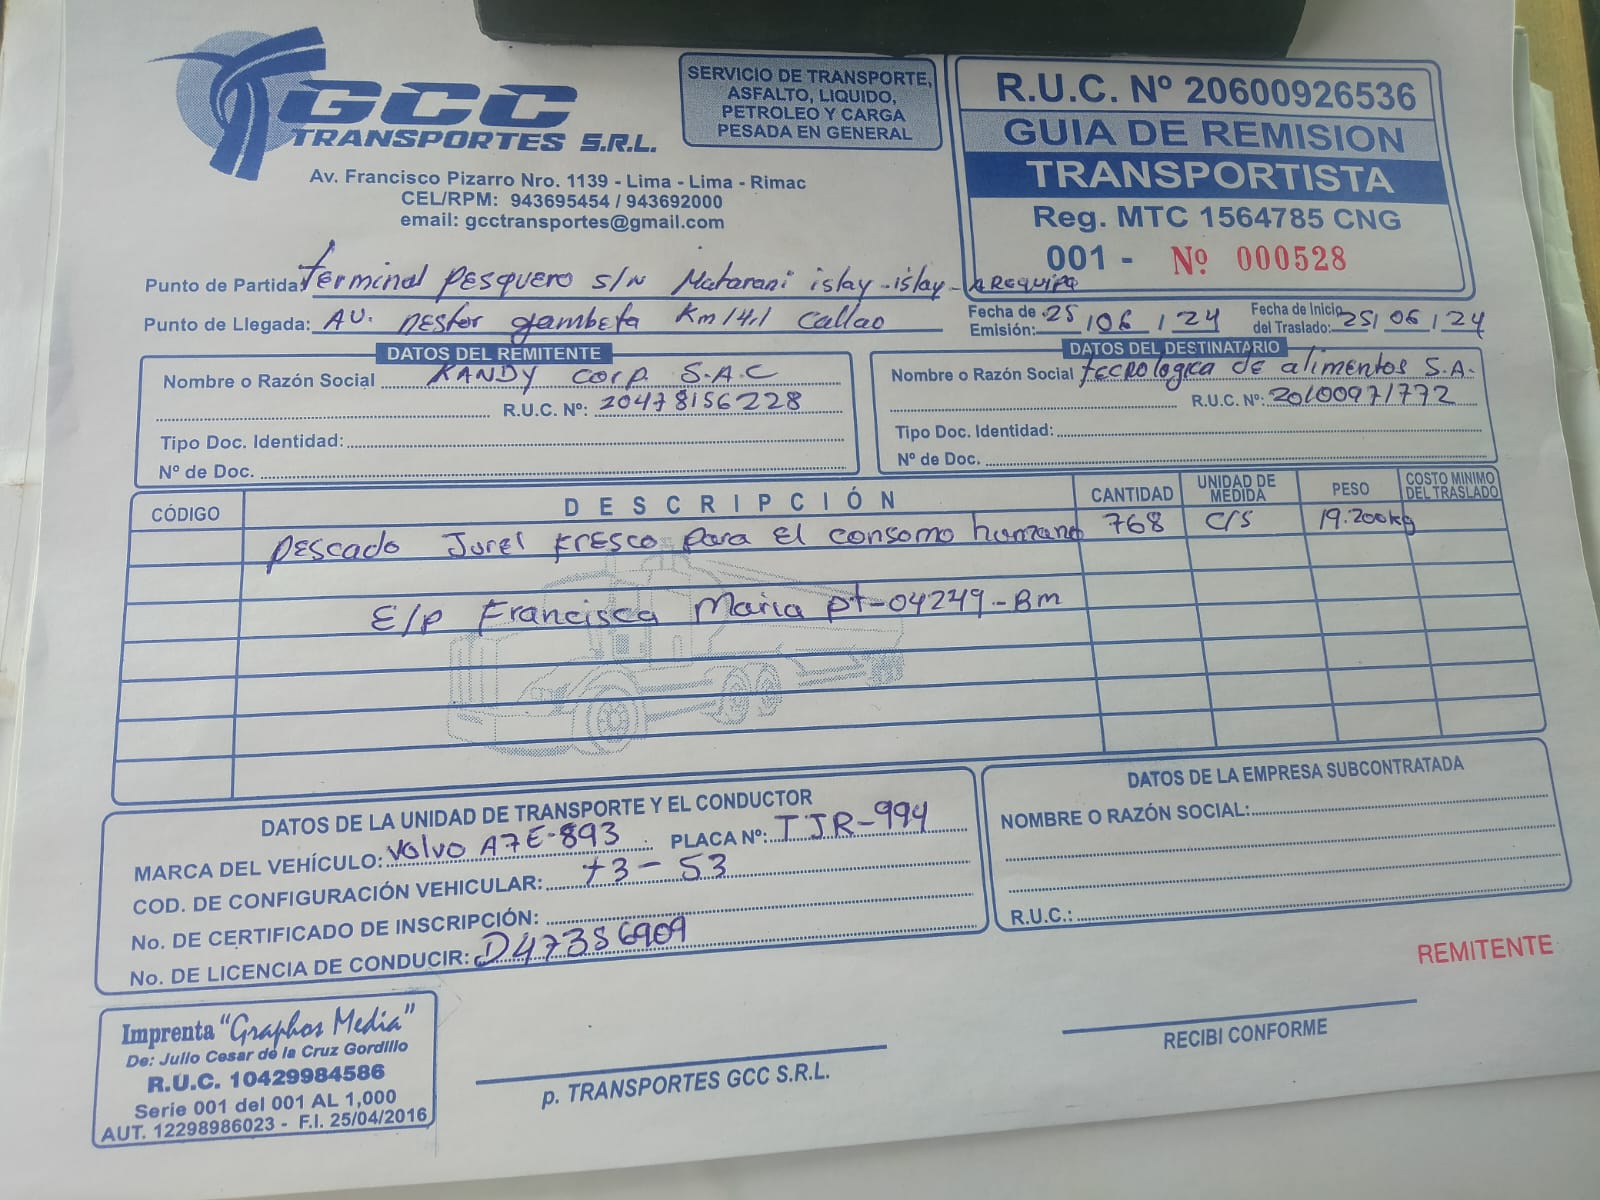 GCC
TRANSPORTES S.R.L.
SERVICIO DE TRANSPORTE,
ASFALTO, LIQUIDO,
PETROLEO Y CARGA
PESADA EN GENERAL
Av. Francisco Pizarro Nro. 1139 - Lima - Lima - Rimac
CEL/RPM: 943695454 / 943692000
email: gcctransportes@gmail.com
R.U.C. Nº 20600926536
GUIA DE REMISION
TRANSPORTISTA
Reg. MTC 1564785 CNG
001 - Nº 000528
Punto de Partida: terminal pesquero s/n Matarani islay - islay - AREQUIPA
Punto de Llegada: AV. nestor gambeta Km 14.1 Callao
Fecha de Emisión: 25/06/24
Fecha de Inicio del Traslado: 25/06/24
DATOS DEL REMITENTE
Nombre o Razón Social KANDY Corp. S.A.C
R.U.C. Nº: 20478156228
Tipo Doc. Identidad:
Nº de Doc.
DATOS DEL DESTINATARIO
Nombre o Razón Social tecnologica de alimentos S.A.
R.U.C. Nº: 20100971772
Tipo Doc. Identidad:
Nº de Doc.
CÓDIGO DESCRIPCIÓN CANTIDAD UNIDAD DE MEDIDA PESO COSTO MINIMO DEL TRASLADO
pescado Jurel FRESCO para El consomo humano 768 C/S 19.200kg
E/P Francisca Maria pt-04249-Bm
DATOS DE LA UNIDAD DE TRANSPORTE Y EL CONDUCTOR
MARCA DEL VEHÍCULO: Volvo A7E-893 PLACA Nº: TJR-994
COD. DE CONFIGURACIÓN VEHICULAR: T3-S3
No. DE CERTIFICADO DE INSCRIPCIÓN:
No. DE LICENCIA DE CONDUCIR: D47356909
DATOS DE LA EMPRESA SUBCONTRATADA
NOMBRE O RAZÓN SOCIAL:
R.U.C.:
REMITENTE
Imprenta "Graphos Media"
De: Julio Cesar de la Cruz Gordillo
R.U.C. 10429984586
Serie 001 del 001 AL 1,000
AUT. 12298986023 - F.I. 25/04/2016
p. TRANSPORTES GCC S.R.L.
RECIBI CONFORME